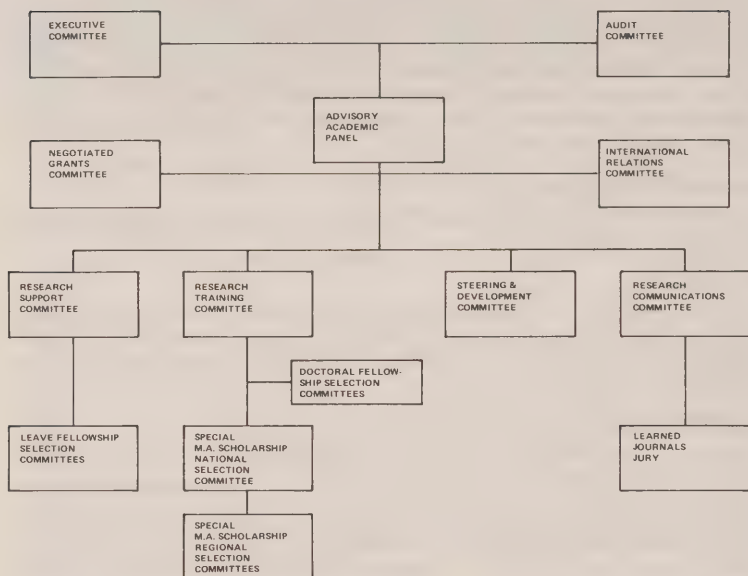 EXECUTIVE
COMMITTEE
AUDIT
COMMITTEE
ADVISORY
ACADEMIC
PANEL
NEGOTIATED
GRANTS
COMMITTEE
INTERNATIONAL
RELATIONS
COMMITTEE
RESEARCH
SUPPORT
COMMITTEE
RESEARCH
TRAINING
COMMITTEE
STEERING &
DEVELOPMENT
COMMITTEE
RESEARCH
COMMUNICATIONS
COMMITTEE
DOCTORAL FELLOW-
SHIP SELECTION
COMMITTEES
LEAVE FELLOWSHIP
SELECTION
COMMITTEES
SPECIAL
M.A. SCHOLARSHIP
NATIONAL
SELECTION
COMMITTEE
LEARNED
JOURNALS
JURY
SPECIAL
M.A. SCHOLARSHIP
REGIONAL
SELECTION
COMMITTEES